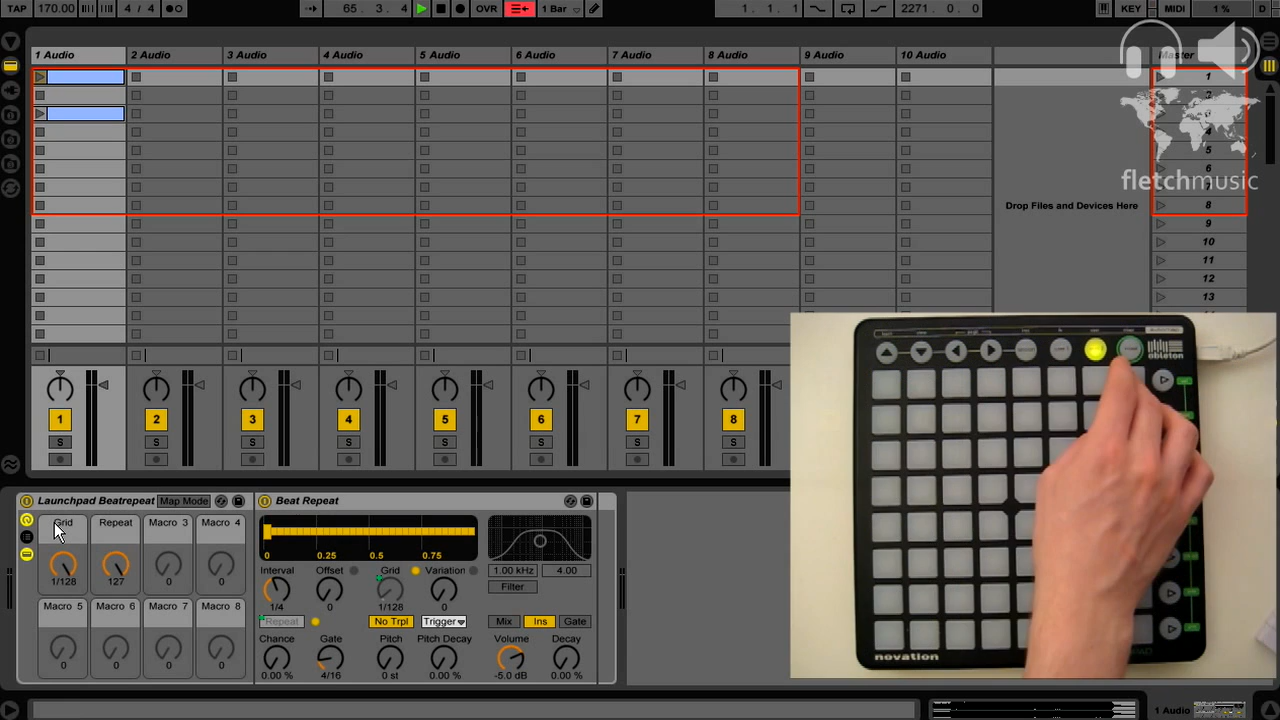 TAP 170.00 4 / 4 65. 3. 4 OVR 1 Bar 1. 1. 1 2271. 0. 0 KEY MIDI 1 % D
1 Audio 2 Audio 3 Audio 4 Audio 5 Audio 6 Audio 7 Audio 8 Audio 9 Audio 10 Audio Master
1
2
3
4
5
6
7
fletchmusic
Drop Files and Devices Here 8
9
10
11
12
13
1 2 3 4 5 6 7 8
S S S S S S S S
ableton
Launchpad Beatrepeat Map Mode Beat Repeat
Grid Repeat Macro 3 Macro 4
0 0.25 0.5 0.75
Interval Offset Grid Variation 1.00 kHz 4.00
1/128 127 0 0
Filter
1/4 0 1/128 0
Macro 5 Macro 6 Macro 7 Macro 8
Repeat No Trpl Trigger Mix Ins Gate
Chance Gate Pitch Pitch Decay Volume Decay
0 0 0 0
0.00 % 4/16 0 st 0.00 % -5.0 dB 0.00 %
novation
1 Audio